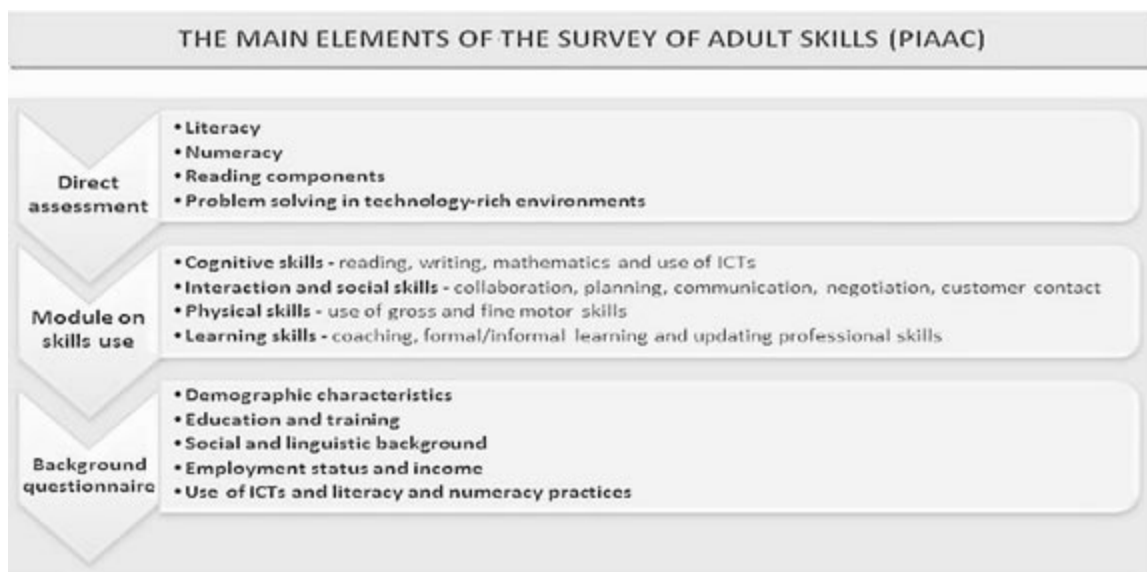 THE MAIN ELEMENTS OF THE SURVEY OF ADULT SKILLS (PIAAC)
Direct
assessment
• Literacy
• Numeracy
• Reading components
• Problem solving in technology-rich environments
Module on
skills use
• Cognitive skills - reading, writing, mathematics and use of ICTs
• Interaction and social skills - collaboration, planning, communication, negotiation, customer contact
• Physical skills - use of gross and fine motor skills
• Learning skills - coaching, formal/informal learning and updating professional skills
Background
questionnaire
• Demographic characteristics
• Education and training
• Social and linguistic background
• Employment status and income
• Use of ICTs and literacy and numeracy practices